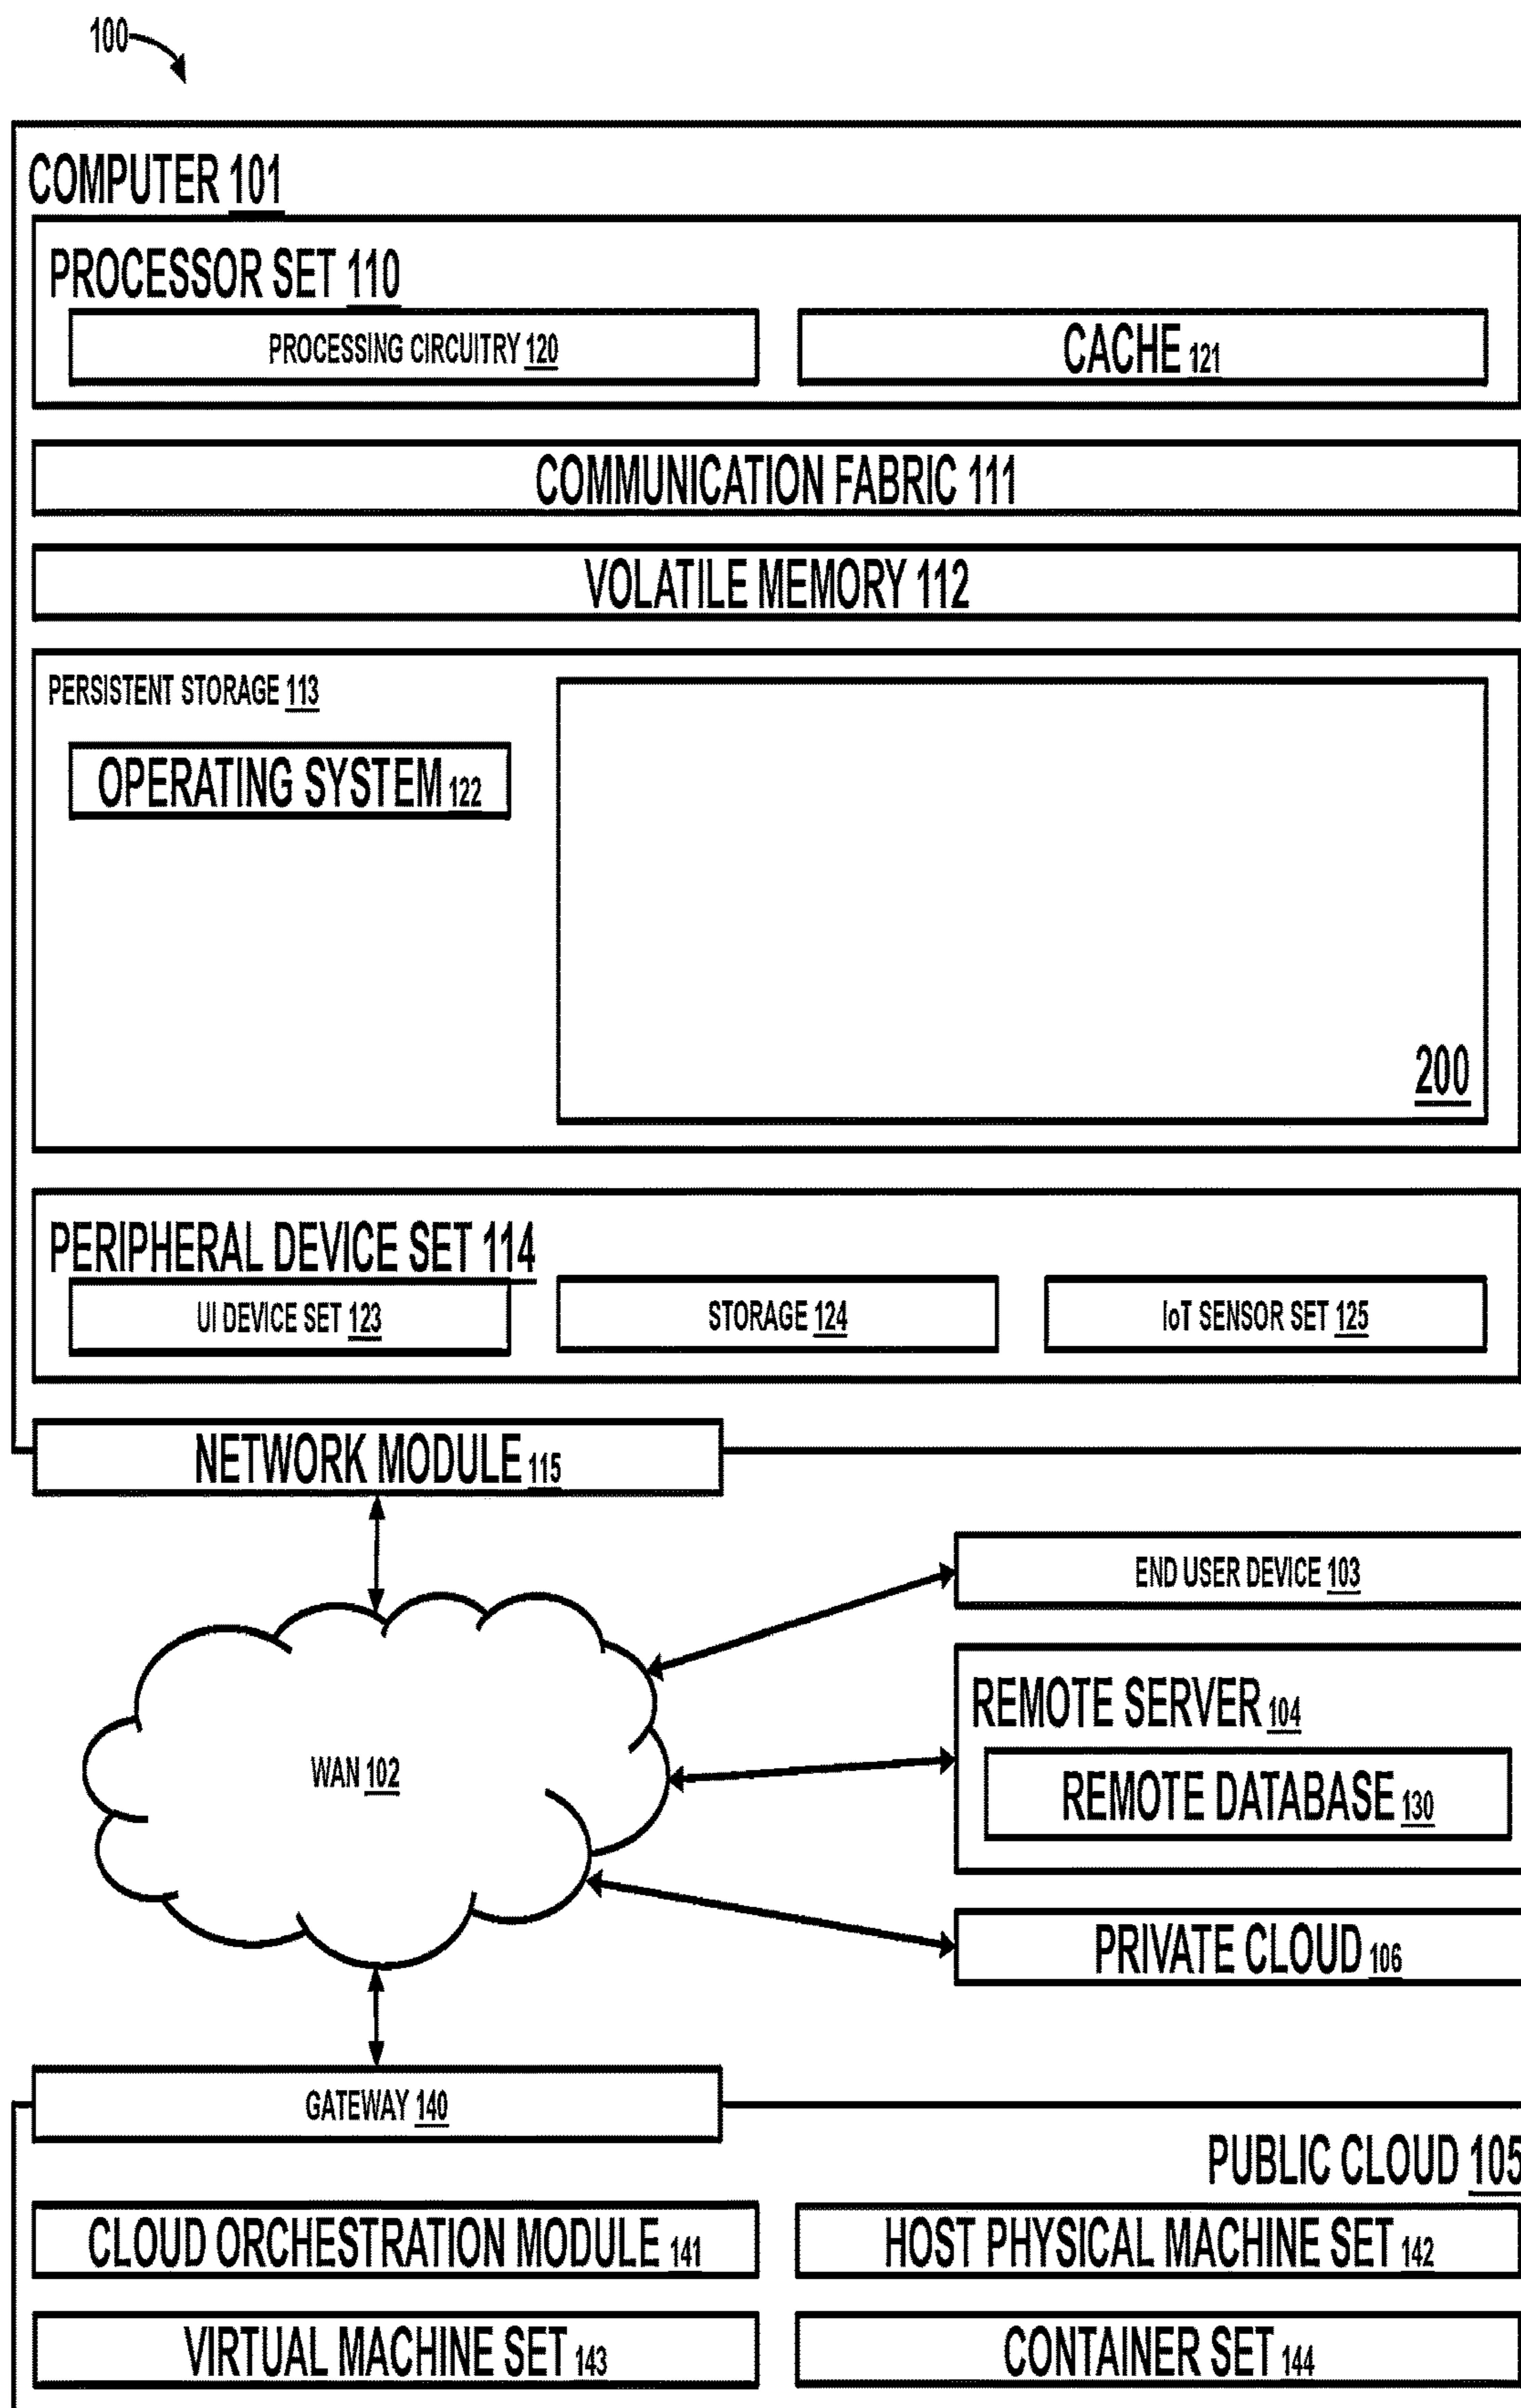 100
COMPUTER 101
PROCESSOR SET 110
PROCESSING CIRCUITRY 120
CACHE 121
COMMUNICATION FABRIC 111
VOLATILE MEMORY 112
PERSISTENT STORAGE 113
OPERATING SYSTEM 122
200
PERIPHERAL DEVICE SET 114
UI DEVICE SET 123
STORAGE 124
IoT SENSOR SET 125
NETWORK MODULE 115
END USER DEVICE 103
REMOTE SERVER 104
WAN 102
REMOTE DATABASE 130
PRIVATE CLOUD 106
GATEWAY 140
PUBLIC CLOUD 105
CLOUD ORCHESTRATION MODULE 141
HOST PHYSICAL MACHINE SET 142
VIRTUAL MACHINE SET 143
CONTAINER SET 144